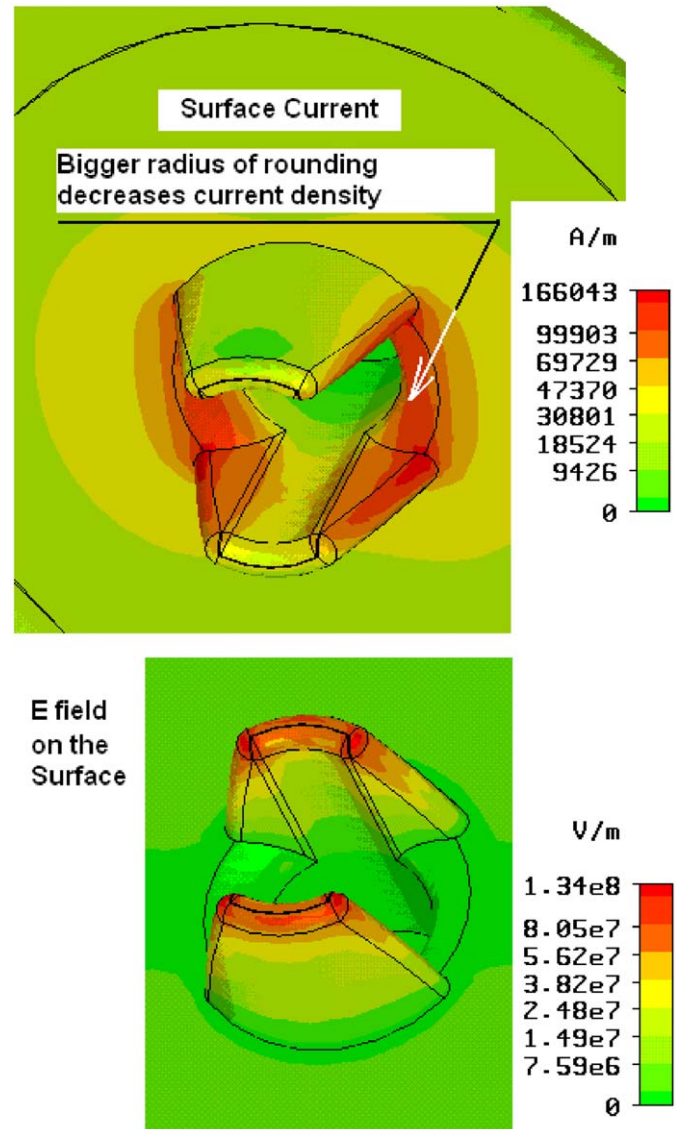 Surface Current
Bigger radius of rounding
decreases current density
A/m
166043
99903
69729
47370
30801
18524
9426
0
E field
on the
Surface
V/m
1.34e8
8.05e7
5.62e7
3.82e7
2.48e7
1.49e7
7.59e6
0